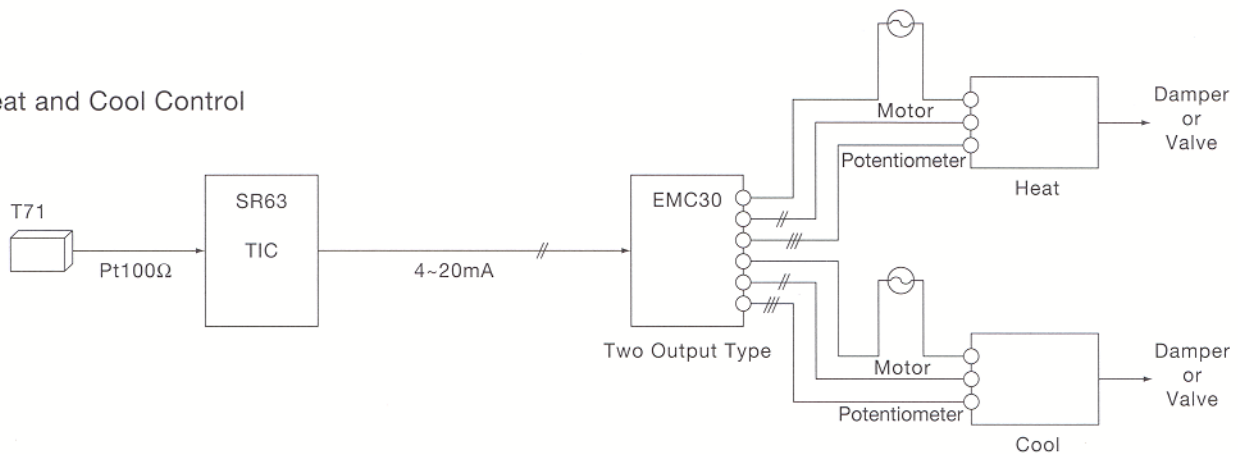 eat and Cool Control
T71
Pt100Ω
SR63
TIC
4~20mA
EMC30
Two Output Type
Motor
Potentiometer
Heat
Damper
or
Valve
Motor
Potentiometer
Cool
Damper
or
Valve